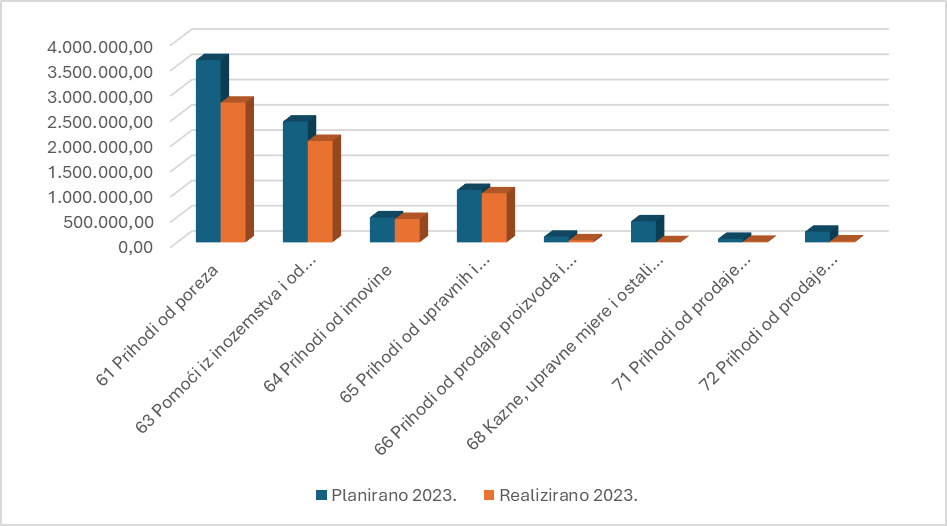 4.000.000,00
3.500.000,00
3.000.000,00
2.500.000,00
2.000.000,00
1.500.000,00
1.000.000,00
500.000,00
0,00
61 Prihodi od poreza
63 Pomoći iz inozemstva i od...
64 Prihodi od imovine
65 Prihodi od upravnih i...
66 Prihodi od prodaje proizvoda i...
68 Kazne, upravne mjere i ostali...
71 Prihodi od prodaje...
72 Prihodi od prodaje...
Planirano 2023.
Realizirano 2023.